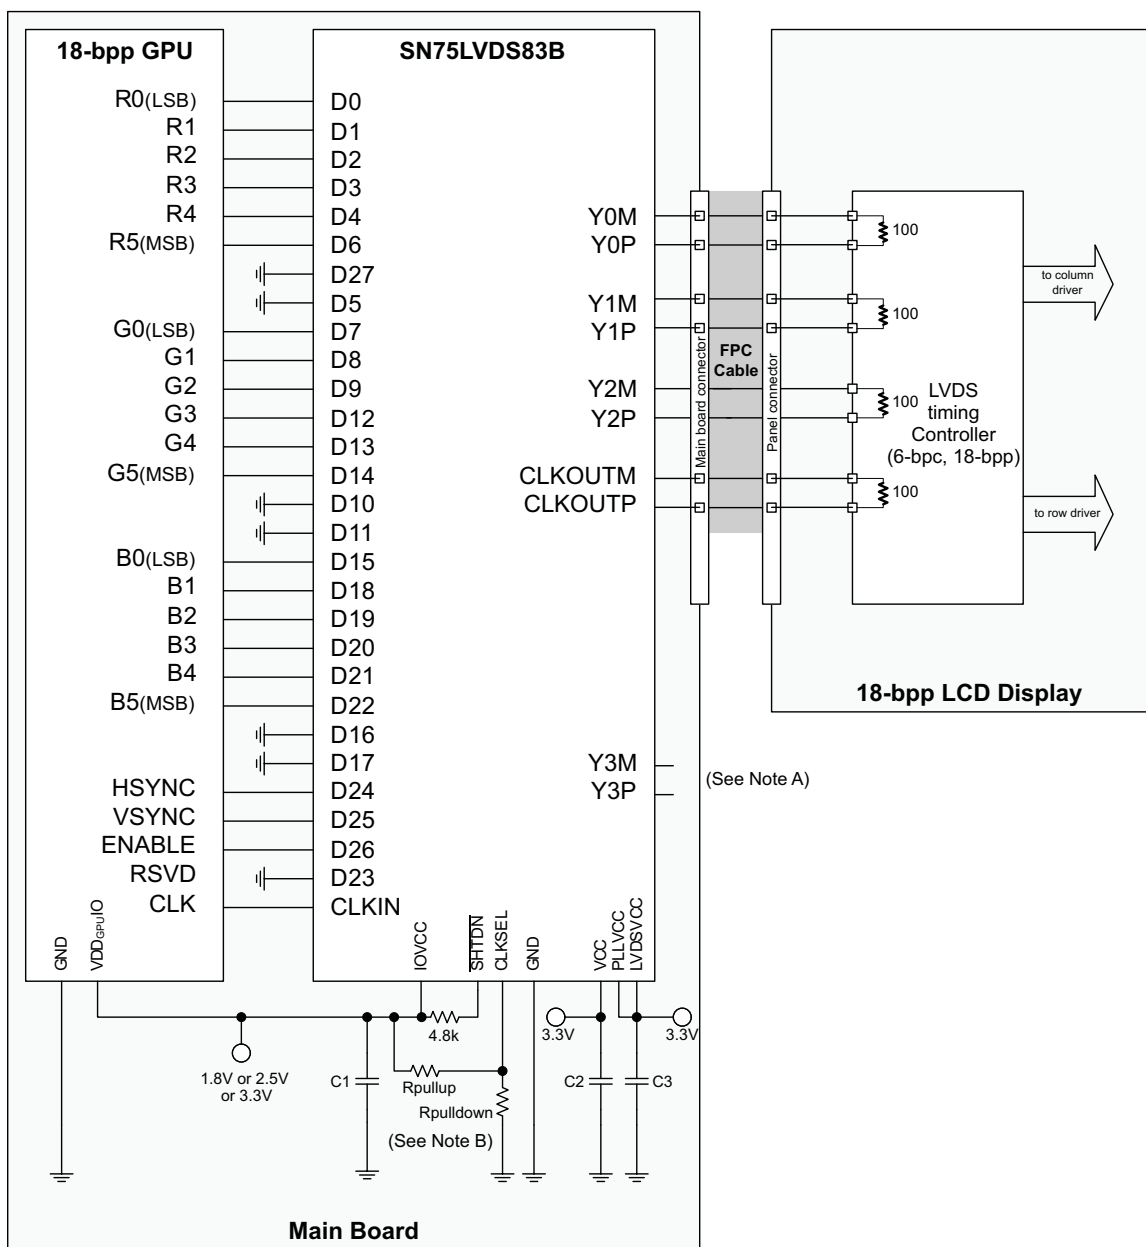 18-bpp GPU
SN75LVDS83B
R0(LSB) D0
R1 D1
R2 D2
R3 D3
R4 D4
R5(MSB) D6
D27
D5
G0(LSB) D7
G1 D8
G2 D9
G3 D12
G4 D13
G5(MSB) D14
D10
D11
B0(LSB) D15
B1 D18
B2 D19
B3 D20
B4 D21
B5(MSB) D22
D16
D17
HSYNC D24
VSYNC D25
ENABLE D26
RSVD D23
CLK CLKIN
Y0M
Y0P
Y1M
Y1P
Y2M
Y2P
CLKOUTM
CLKOUTP
Y3M
Y3P
(See Note A)
Main board connector
FPC
Cable
Panel connector
100
100
100
100
LVDS
timing
Controller
(6-bpc, 18-bpp)
to column
driver
to row driver
18-bpp LCD Display
GND
VDDGPUIO
IOVCC
SHTDN
CLKSEL
GND
VCC
PLLVCC
LVDSVCC
4.8k
3.3V
3.3V
1.8V or 2.5V
or 3.3V
C1
Rpullup
Rpulldown
(See Note B)
C2
C3
Main Board